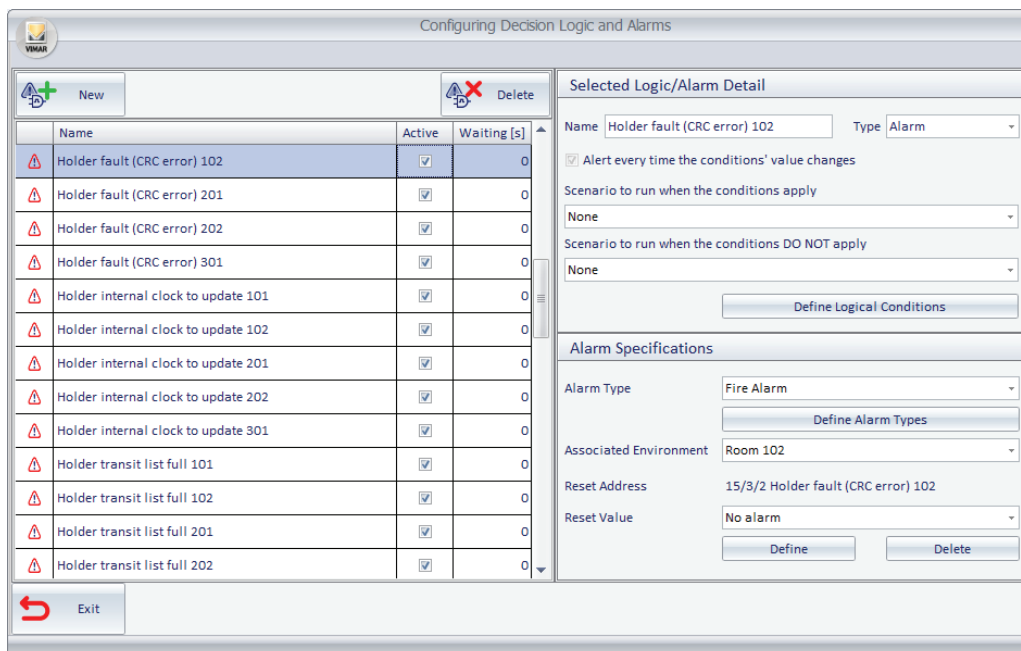 Configuring Decision Logic and Alarms
VIMAR
New
Delete
Name Active Waiting [s]
Holder fault (CRC error) 102 0
Holder fault (CRC error) 201 0
Holder fault (CRC error) 202 0
Holder fault (CRC error) 301 0
Holder internal clock to update 101 0
Holder internal clock to update 102 0
Holder internal clock to update 201 0
Holder internal clock to update 202 0
Holder internal clock to update 301 0
Holder transit list full 101 0
Holder transit list full 102 0
Holder transit list full 201 0
Holder transit list full 202 0
Exit
Selected Logic/Alarm Detail
Name Holder fault (CRC error) 102 Type Alarm
Alert every time the conditions' value changes
Scenario to run when the conditions apply
None
Scenario to run when the conditions DO NOT apply
None
Define Logical Conditions
Alarm Specifications
Alarm Type Fire Alarm
Define Alarm Types
Associated Environment Room 102
Reset Address 15/3/2 Holder fault (CRC error) 102
Reset Value No alarm
Define Delete